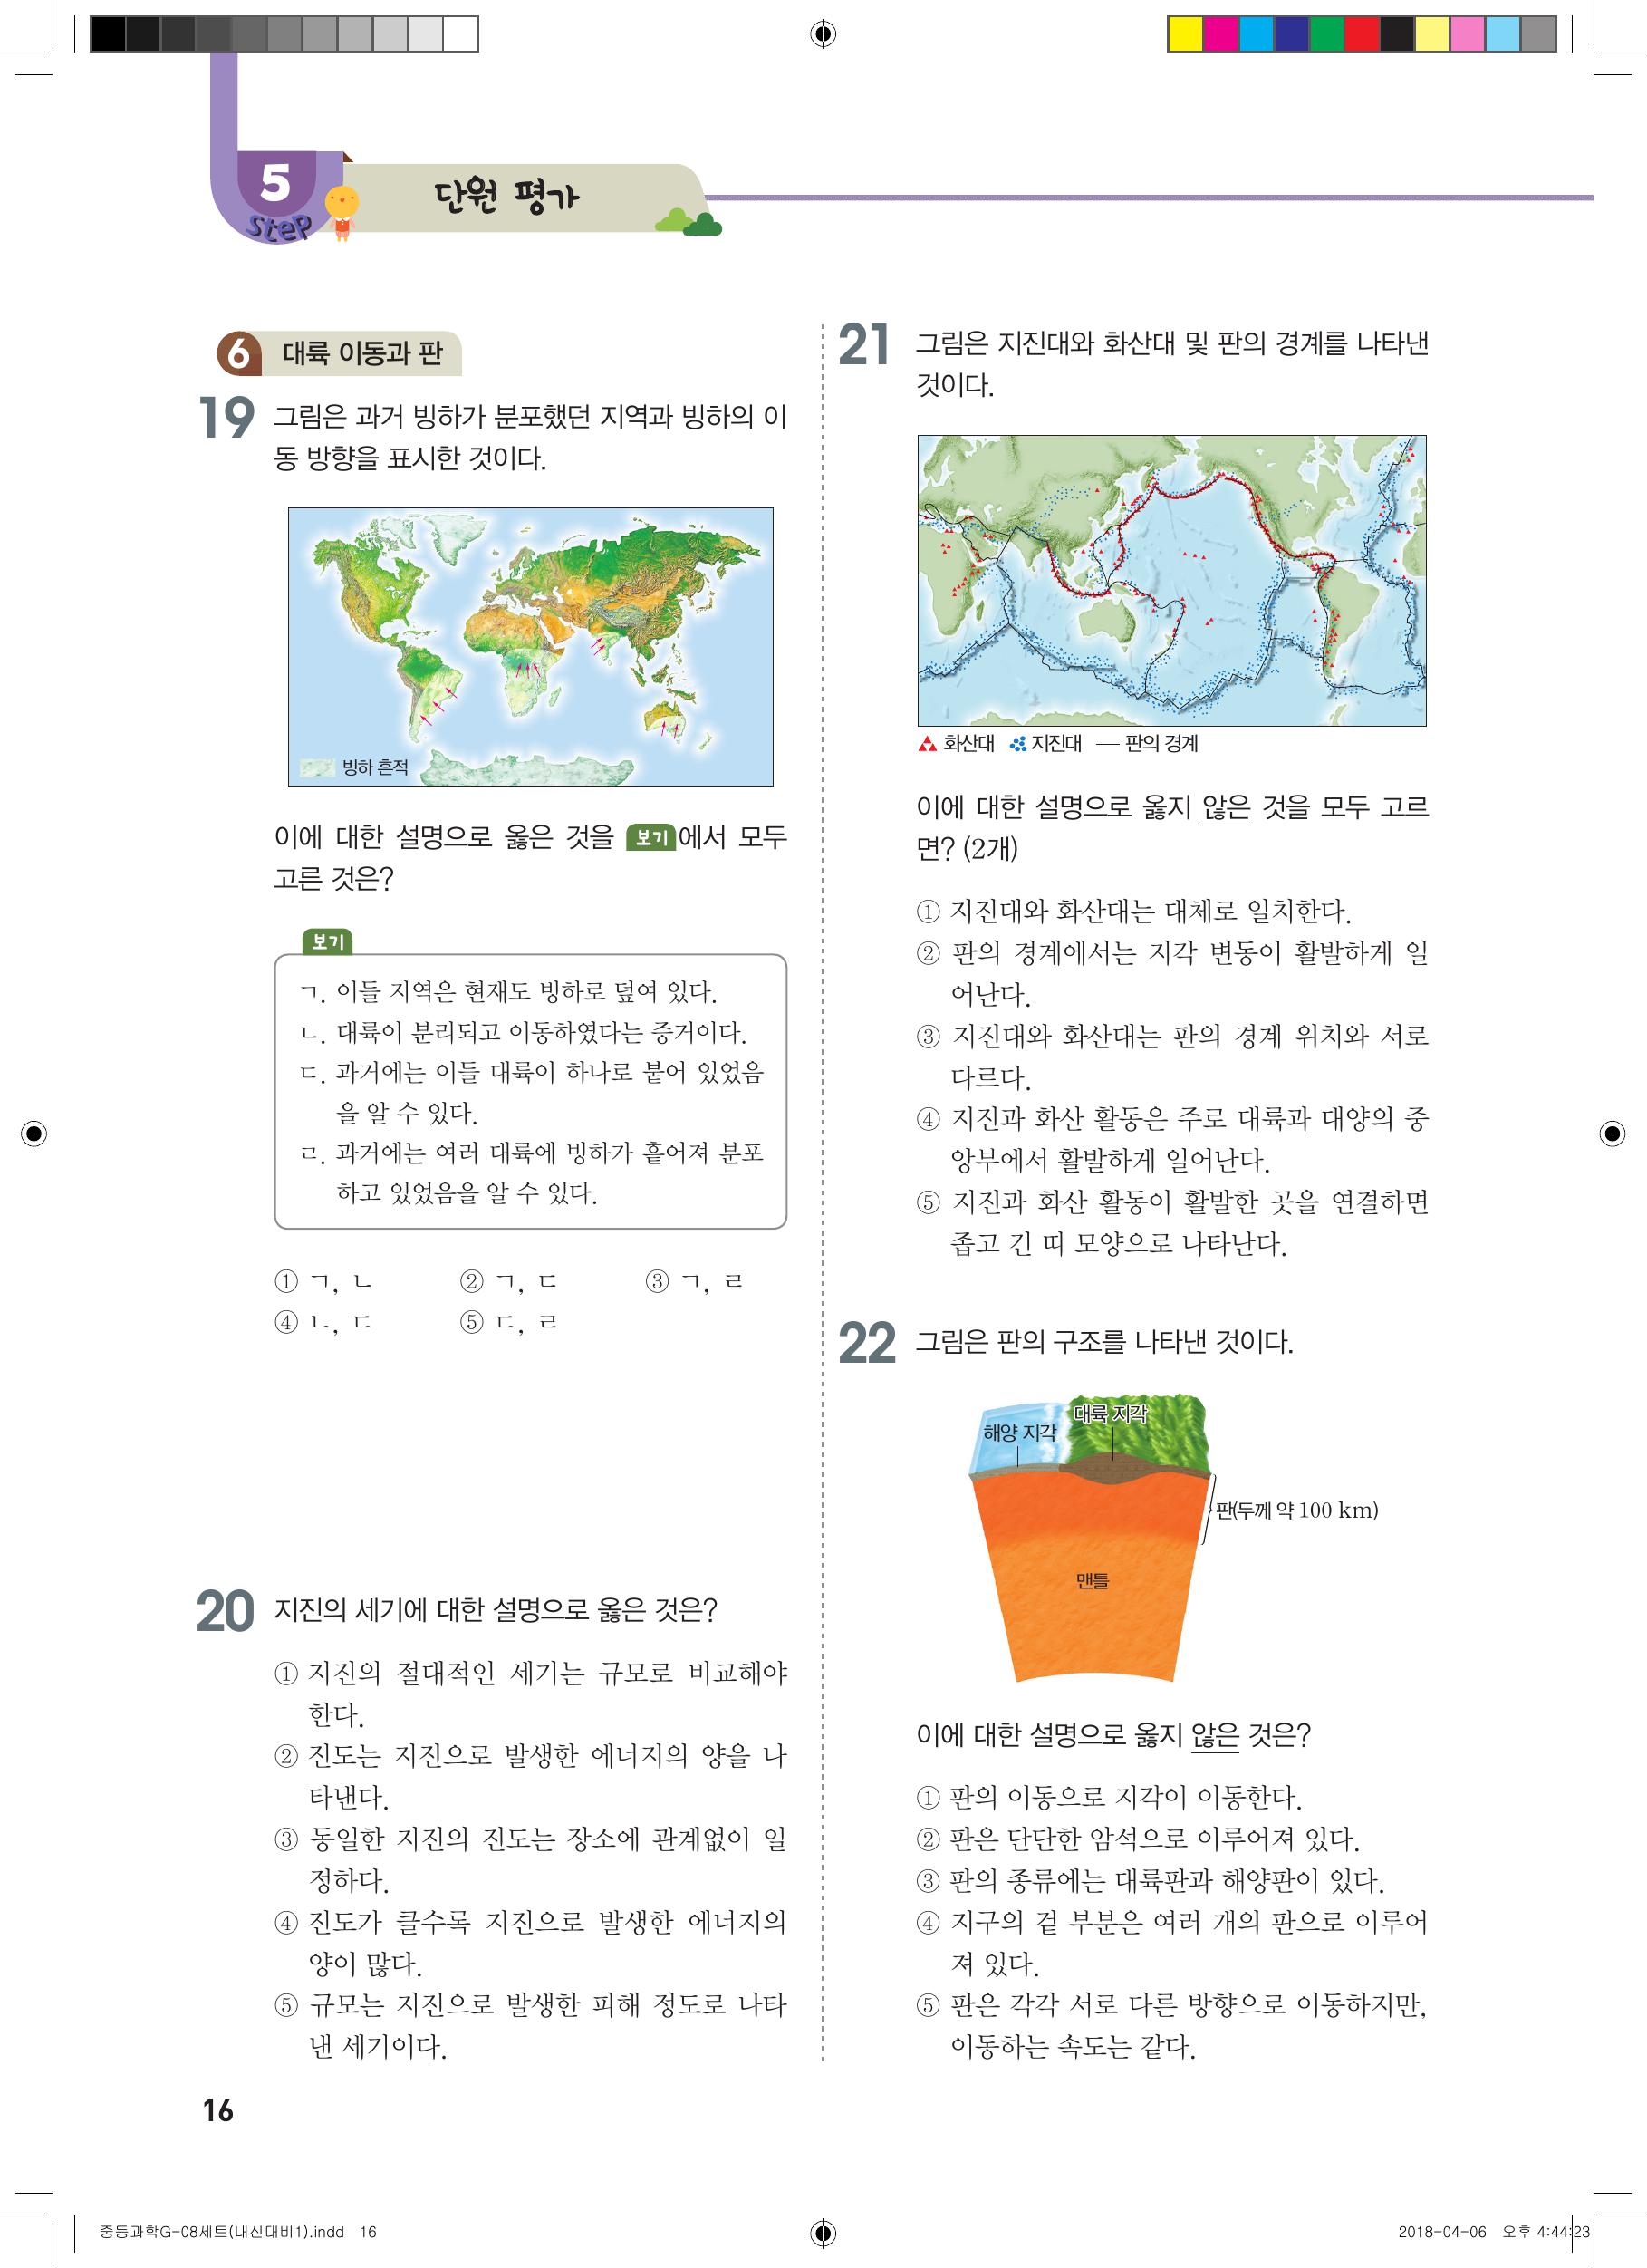 5
step
단원 평가
6 대륙 이동과 판
19 그림은 과거 빙하가 분포했던 지역과 빙하의 이
동 방향을 표시한 것이다.
빙하 흔적
이에 대한 설명으로 옳은 것을 보기에서 모두
고른 것은?
보기
ㄱ. 이들 지역은 현재도 빙하로 덮여 있다.
ㄴ. 대륙이 분리되고 이동하였다는 증거이다.
ㄷ. 과거에는 이들 대륙이 하나로 붙어 있었음
을 알 수 있다.
ㄹ. 과거에는 여러 대륙에 빙하가 흩어져 분포
하고 있었음을 알 수 있다.
① ㄱ, ㄴ ② ㄱ, ㄷ ③ ㄱ, ㄹ
④ ㄴ, ㄷ ⑤ ㄷ, ㄹ
20 지진의 세기에 대한 설명으로 옳은 것은?
① 지진의 절대적인 세기는 규모로 비교해야
한다.
② 진도는 지진으로 발생한 에너지의 양을 나
타낸다.
③ 동일한 지진의 진도는 장소에 관계없이 일
정하다.
④ 진도가 클수록 지진으로 발생한 에너지의
양이 많다.
⑤ 규모는 지진으로 발생한 피해 정도로 나타
낸 세기이다.
21 그림은 지진대와 화산대 및 판의 경계를 나타낸
것이다.
화산대 지진대 판의 경계
이에 대한 설명으로 옳지 않은 것을 모두 고르
면? (2개)
① 지진대와 화산대는 대체로 일치한다.
② 판의 경계에서는 지각 변동이 활발하게 일
어난다.
③ 지진대와 화산대는 판의 경계 위치와 서로
다르다.
④ 지진과 화산 활동은 주로 대륙과 대양의 중
앙부에서 활발하게 일어난다.
⑤ 지진과 화산 활동이 활발한 곳을 연결하면
좁고 긴 띠 모양으로 나타난다.
22 그림은 판의 구조를 나타낸 것이다.
대륙 지각
해양 지각
판(두께 약 100 km)
맨틀
이에 대한 설명으로 옳지 않은 것은?
① 판의 이동으로 지각이 이동한다.
② 판은 단단한 암석으로 이루어져 있다.
③ 판의 종류에는 대륙판과 해양판이 있다.
④ 지구의 겉 부분은 여러 개의 판으로 이루어
져 있다.
⑤ 판은 각각 서로 다른 방향으로 이동하지만,
이동하는 속도는 같다.
16
중등과학G-08세트(내신대비1).indd 16
2018-04-06 오후 4:44:23